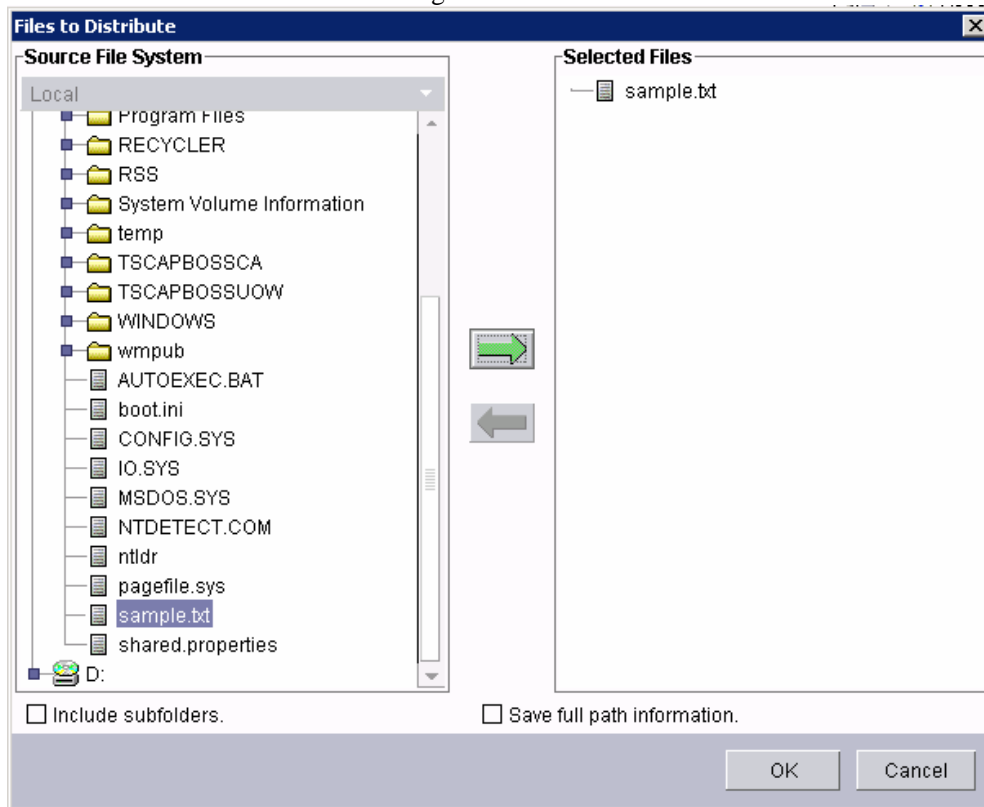 Files to Distribute
Source File System
Local
Program Files
RECYCLER
RSS
System Volume Information
temp
TSCAPBOSSCA
TSCAPBOSSUOW
WINDOWS
wmpub
AUTOEXEC.BAT
boot.ini
CONFIG.SYS
IO.SYS
MSDOS.SYS
NTDETECT.COM
ntldr
pagefile.sys
sample.txt
shared.properties
D:
Include subfolders.
Selected Files
sample.txt
Save full path information.
OK
Cancel